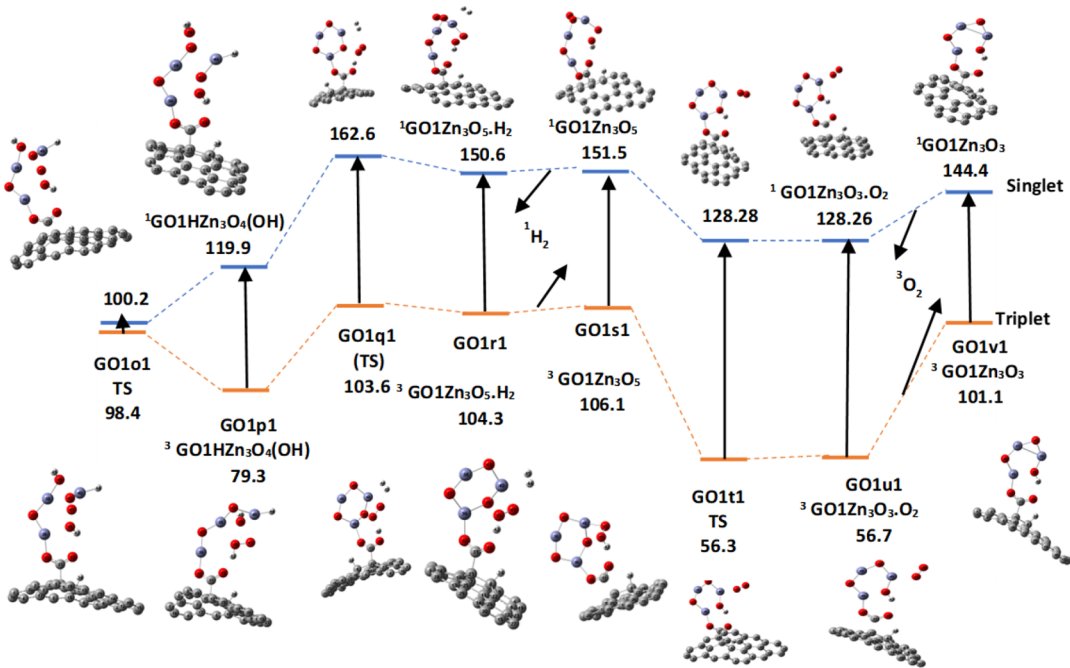 162.6
¹GO1Zn₃O₅.H₂
150.6
¹GO1Zn₃O₅
151.5
¹GO1Zn₃O₃
144.4
Singlet
¹ GO1Zn₃O₃.O₂
128.26
128.28
¹GO1HZn₃O₄(OH)
119.9
¹H₂
³O₂
100.2
Triplet
GO1o1
TS
98.4
GO1p1
³ GO1HZn₃O₄(OH)
79.3
GO1q1
(TS)
103.6
GO1r1
³ GO1Zn₃O₅.H₂
104.3
GO1s1
³ GO1Zn₃O₅
106.1
GO1t1
TS
56.3
GO1u1
³ GO1Zn₃O₃.O₂
56.7
GO1v1
³ GO1Zn₃O₃
101.1